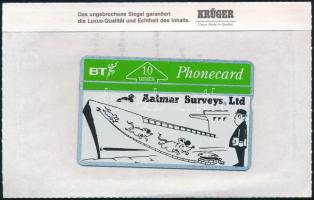 Das ungebrochene Siegel garantiert
die Luxus-Qualität und Echtheit des Inhalts.
KRÜGER
BT
10
units
Phonecard
Aalmar Surveys Ltd